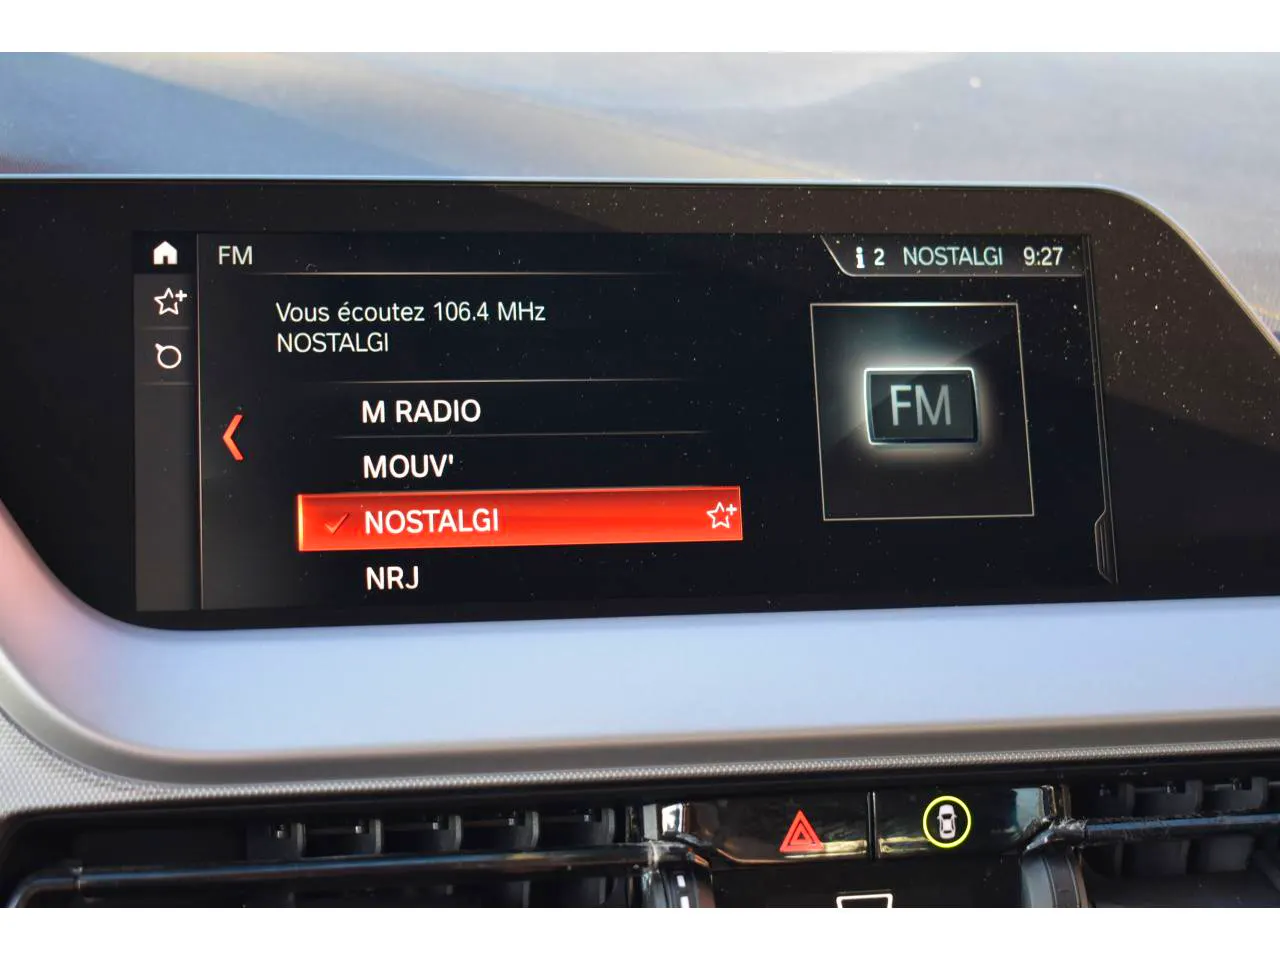 FM
2 NOSTALGI 9:27
Vous écoutez 106.4 MHz
NOSTALGI
FM
M RADIO
MOUV'
NOSTALGI
NRJ